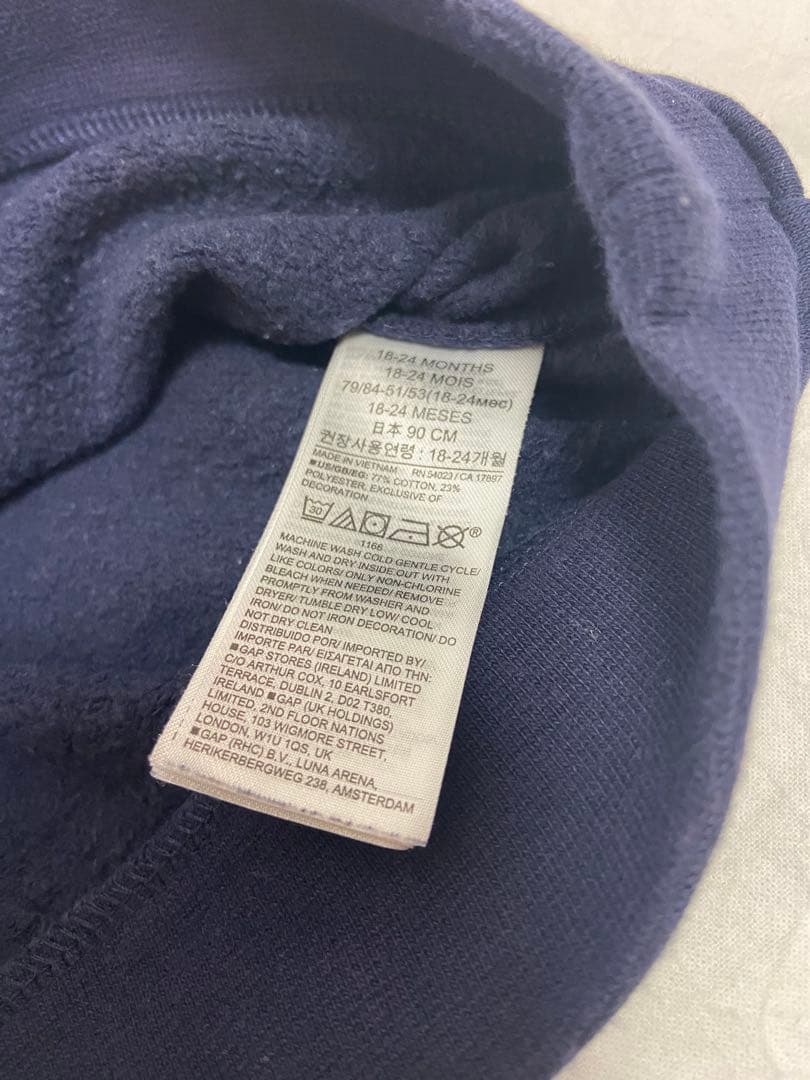 18-24 MONTHS
18-24 MOIS
79/84-51/53(18-24мес)
18-24 MESES
日本 90 CM
권장사용연령 : 18-24개월
MADE IN VIETNAM RN 54023 / CA 17897
■US/GB/EG: 77% COTTON, 23%
POLYESTER, EXCLUSIVE OF
DECORATION
30 ®
1168
MACHINE WASH COLD GENTLE CYCLE/
WASH AND DRY INSIDE OUT WITH
LIKE COLORS/ ONLY NON-CHLORINE
BLEACH WHEN NEEDED/ REMOVE
PROMPTLY FROM WASHER AND
DRYER/ TUMBLE DRY LOW/ COOL
IRON/ DO NOT IRON DECORATION/ DO
NOT DRY CLEAN
DISTRIBUIDO POR/ IMPORTED BY/
IMPORTE PAR/ ΕΙΣΑΓΕΤΑΙ ΑΠΟ ΤΗΝ:
■GAP STORES (IRELAND) LIMITED
C/O ARTHUR COX, 10 EARLSFORT
TERRACE, DUBLIN 2, D02 T380,
IRELAND ■GAP (UK HOLDINGS)
LIMITED, 2ND FLOOR NATIONS
HOUSE, 103 WIGMORE STREET,
LONDON, W1U 1QS, UK
■GAP (RHC) B.V., LUNA ARENA,
HERIKERBERGWEG 238, AMSTERDAM